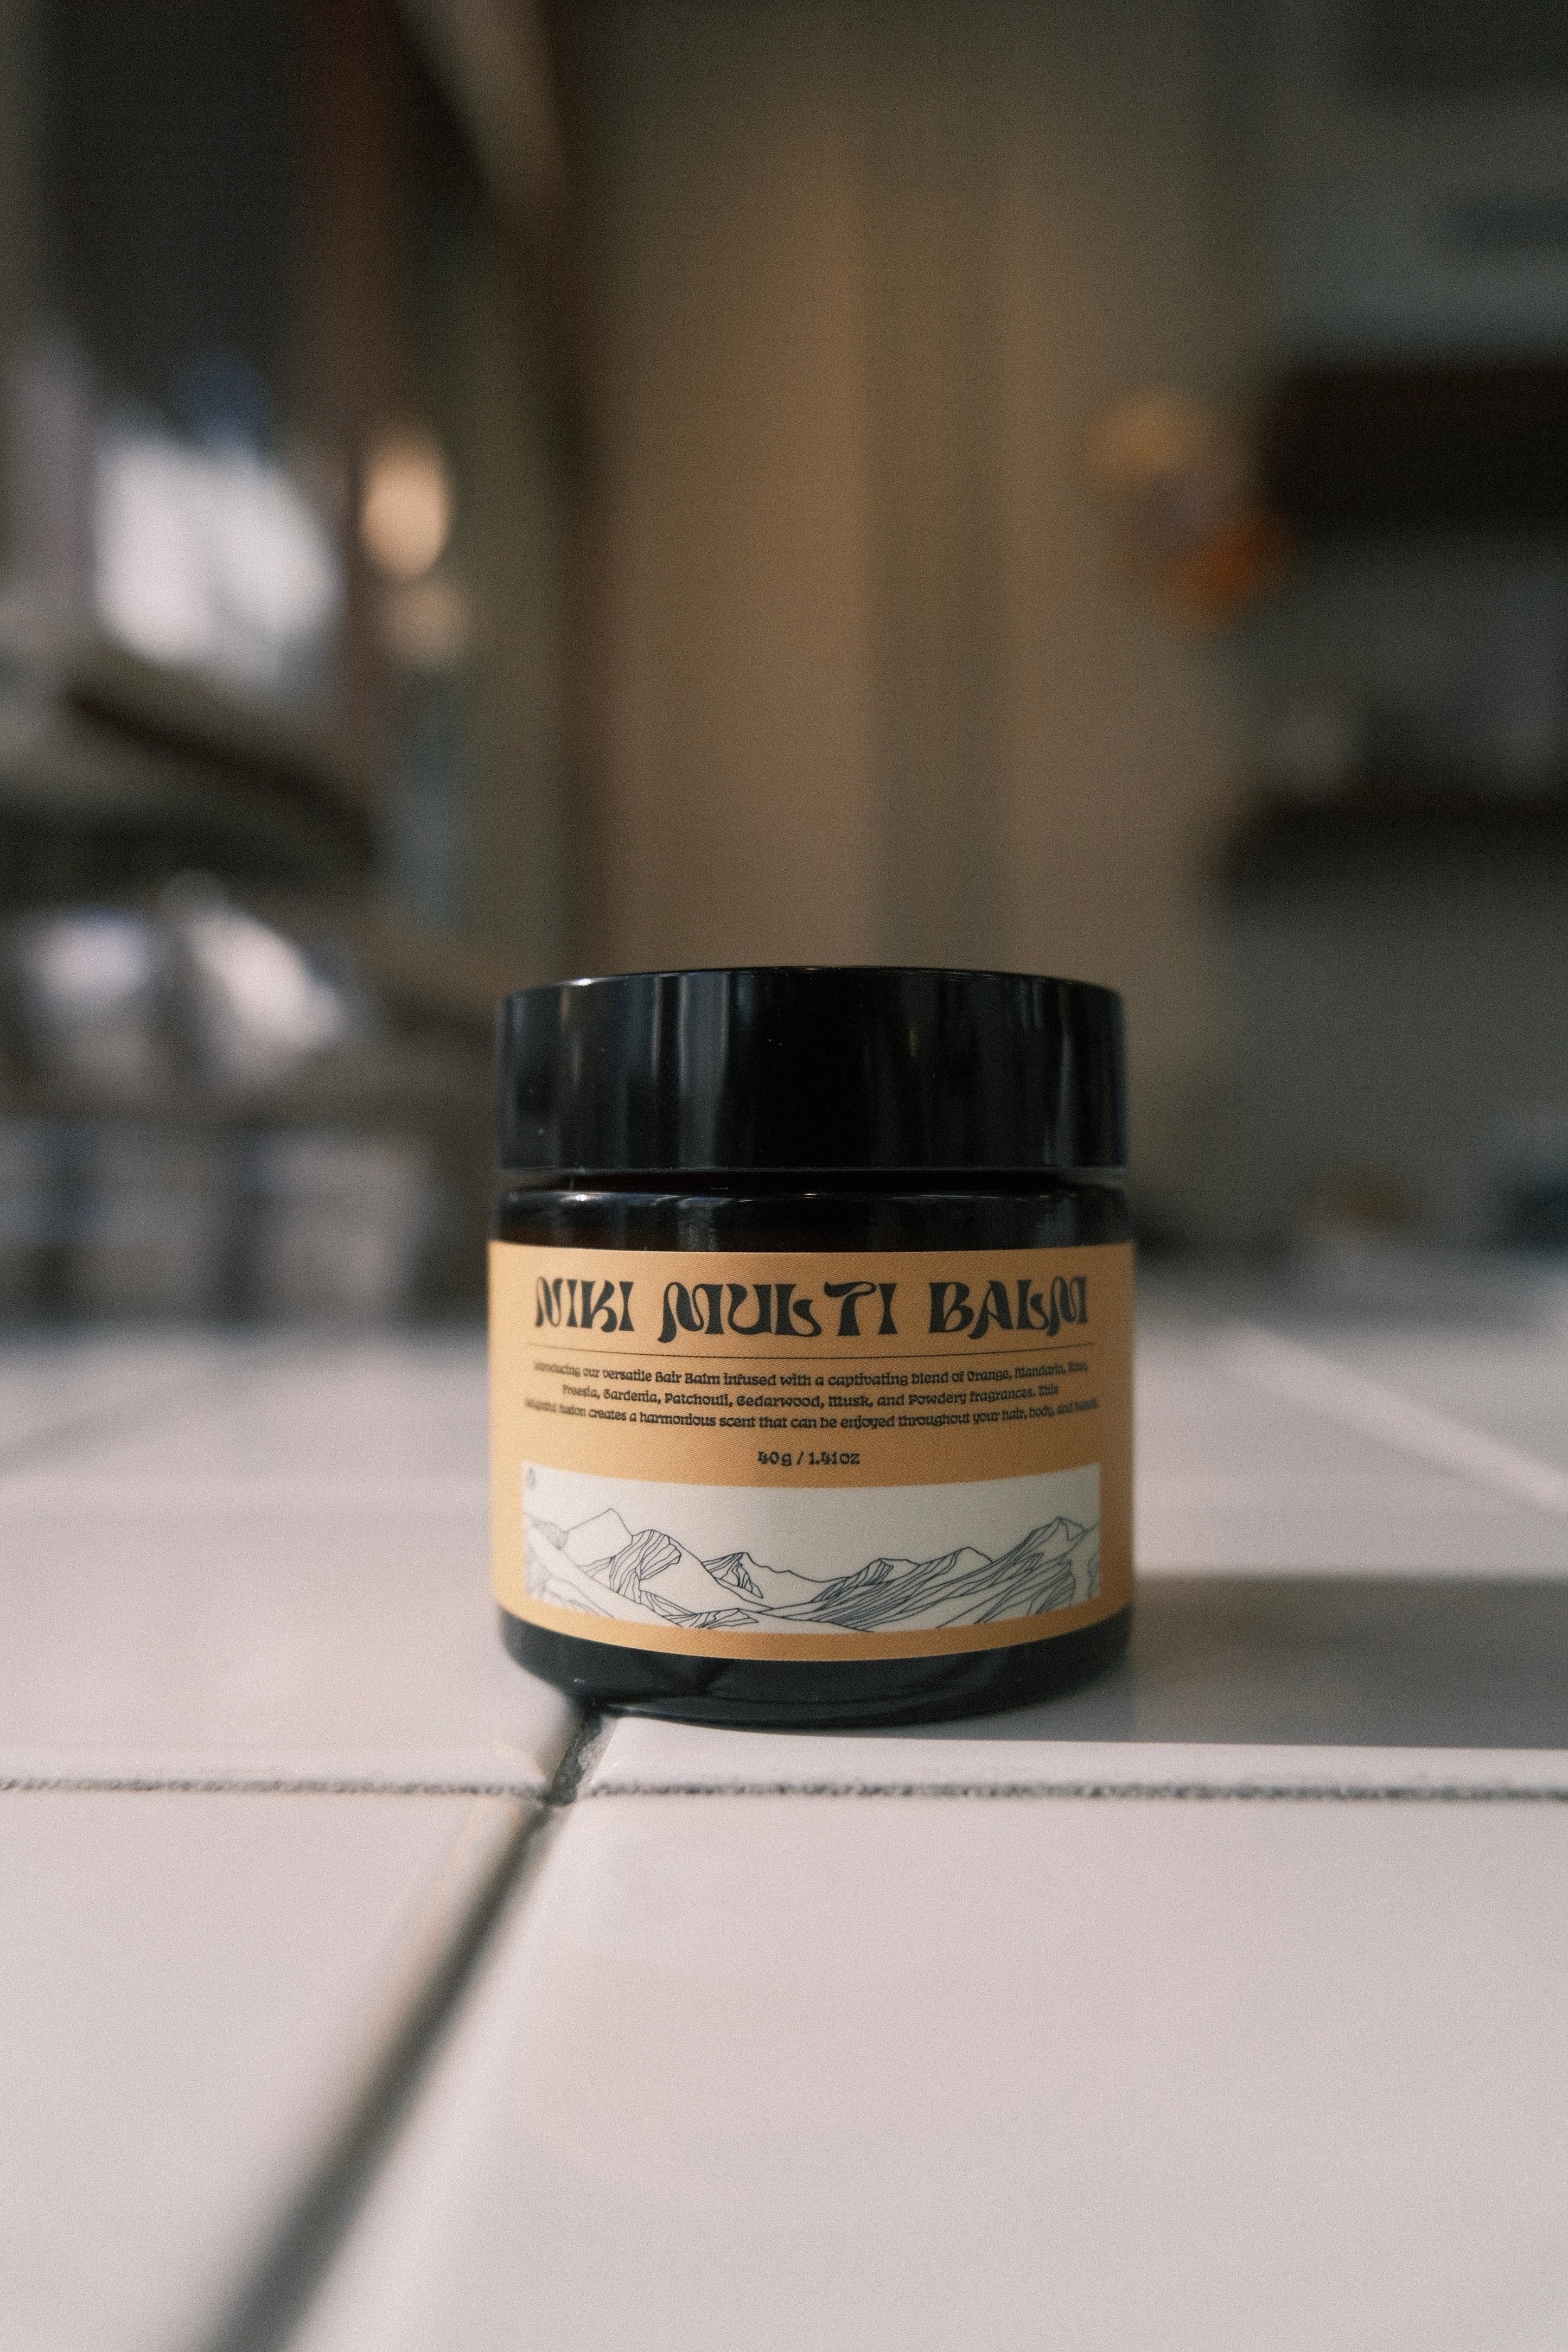 NIKI MULTI BALM
Introducing our versatile Hair Balm infused with a captivating blend of Orange, Mandarin, Rose,
Freesia, Gardenia, Patchouli, Cedarwood, Musk, and Powdery fragrances. This
delightful fusion creates a harmonious scent that can be enjoyed throughout your hair, body, and hands.
40g / 1.41oz